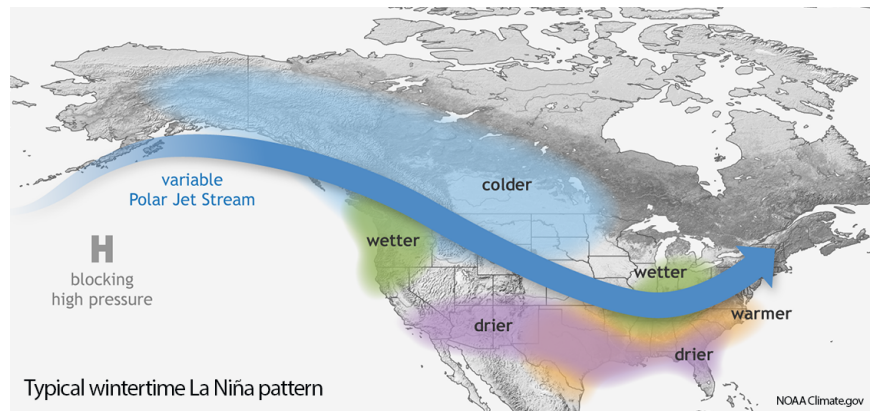 colder
variable
Polar Jet Stream
wetter
H
blocking
high pressure
wetter
warmer
drier
drier
Typical wintertime La Niña pattern
NOAA Climate.gov